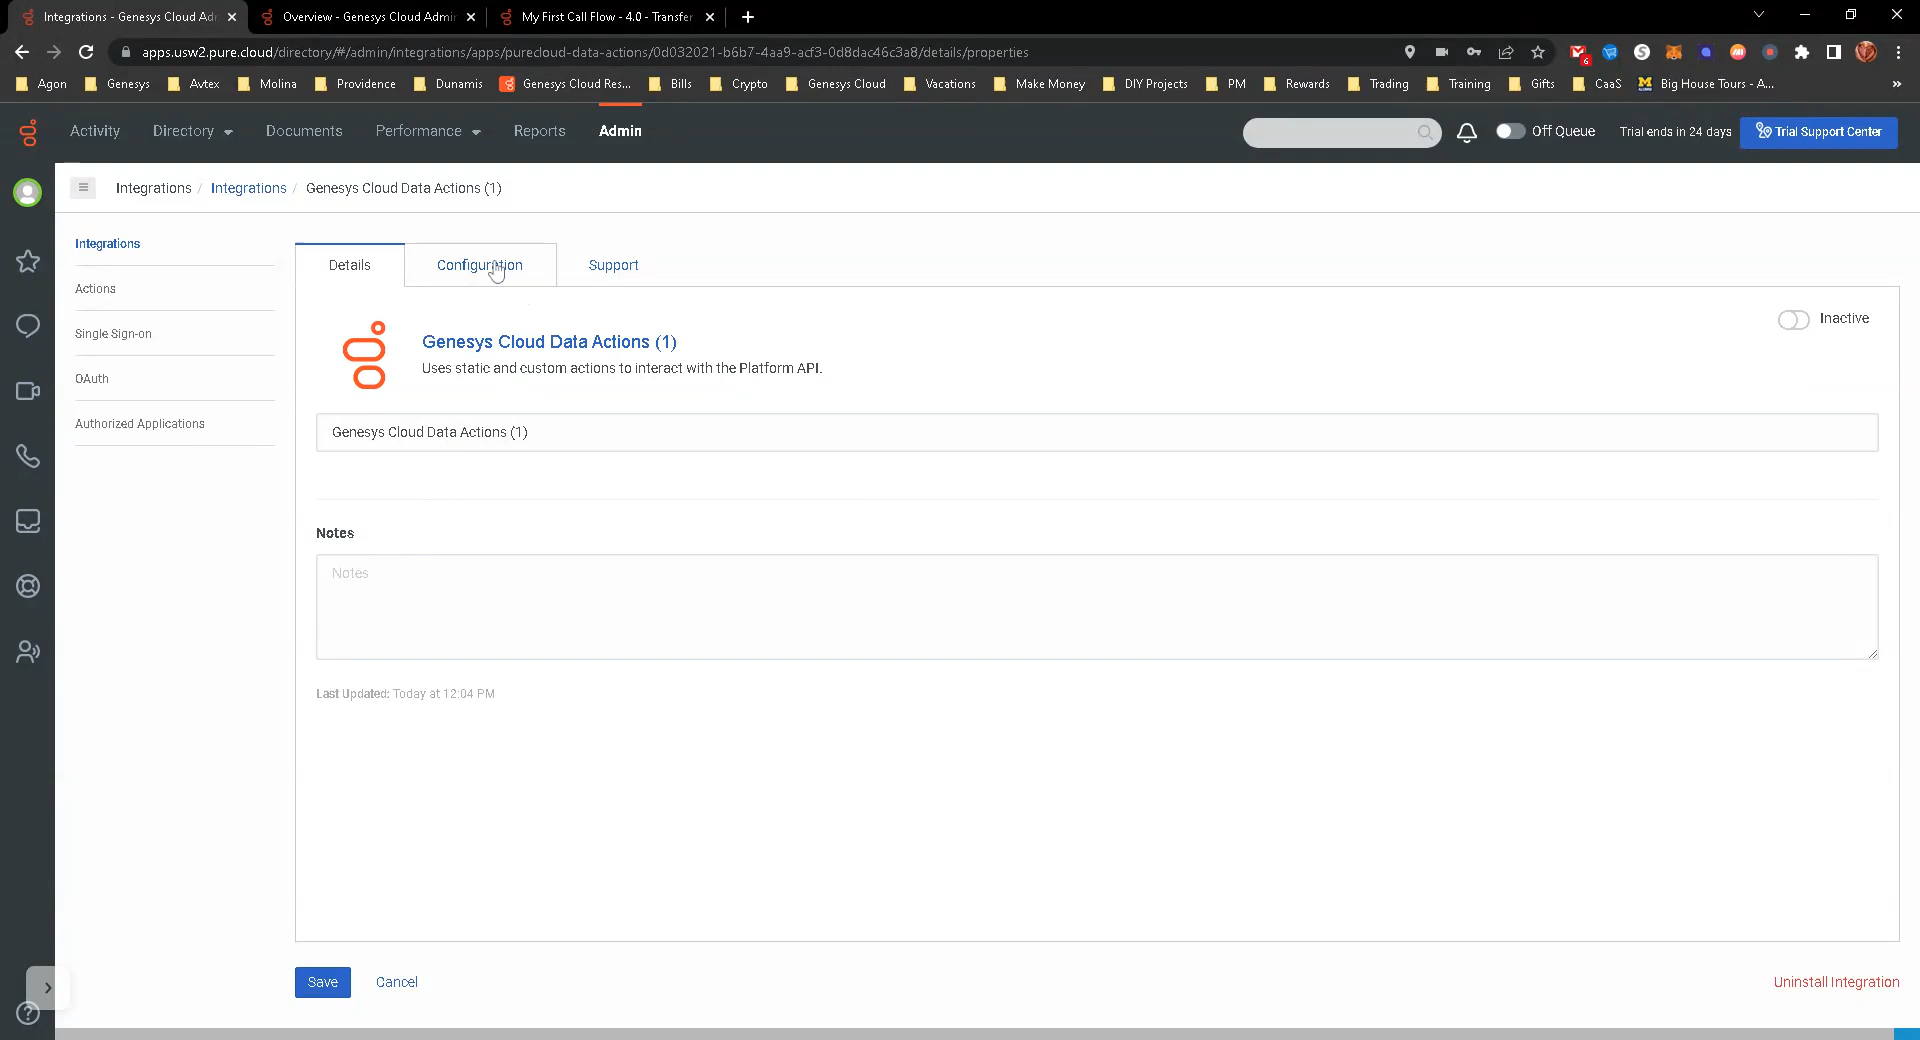 Integrations - Genesys Cloud Adr
Overview - Genesys Cloud Admin
My First Call Flow - 4.0 - Transfer
apps.usw2.pure.cloud/directory/#/admin/integrations/apps/purecloud-data-actions/0d032021-b6b7-4aa9-acf3-0d8dac46c3a8/details/properties
6
Agon
Genesys
Avtex
Molina
Providence
Dunamis
Genesys Cloud Res...
Bills
Crypto
Genesys Cloud
Vacations
Make Money
DIY Projects
PM
Rewards
Trading
Training
Gifts
CaaS
Big House Tours - A...
»
Activity
Directory
Documents
Performance
Reports
Admin
Off Queue
Trial ends in 24 days
Trial Support Center
Integrations / Integrations / Genesys Cloud Data Actions (1)
Integrations
Actions
Single Sign-on
OAuth
Authorized Applications
Details
Configuration
Support
Inactive
Genesys Cloud Data Actions (1)
Uses static and custom actions to interact with the Platform API.
Genesys Cloud Data Actions (1)
Notes
Notes
Last Updated: Today at 12:04 PM
Save
Cancel
Uninstall Integration